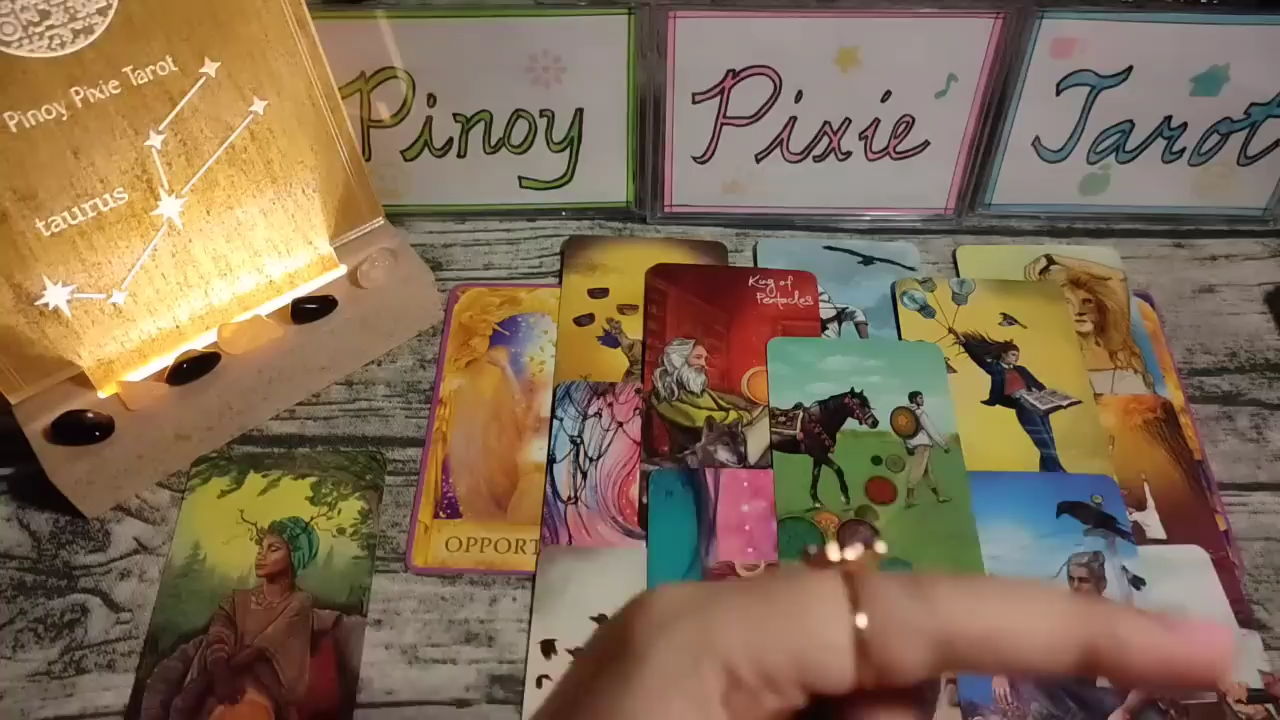 Pinoy Pixie Tarot
taurus
Pinoy
Pixie
Tarot
King of
Pentacles
OPPORT